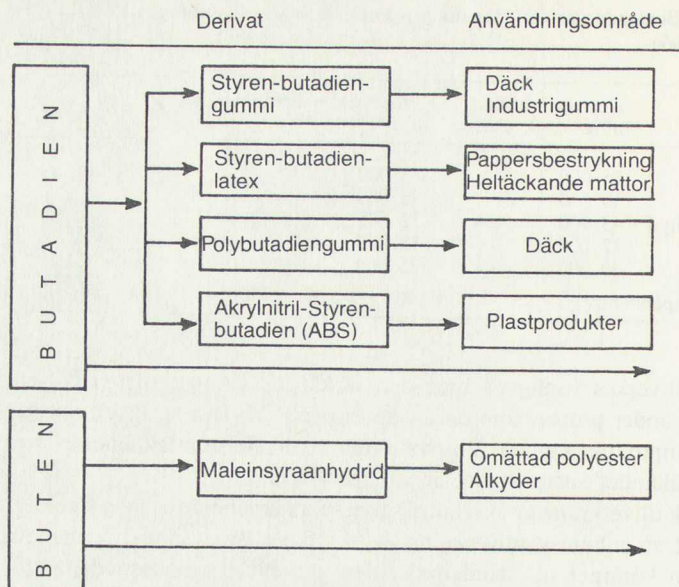 Derivat
Användningsområde
BUTADIEN
Styren-butadien-
gummi
Däck
Industrigummi
Styren-butadien-
latex
Pappersbestrykning
Heltäckande mattor
Polybutadiengummi
Däck
Akrylnitril-Styren-
butadien (ABS)
Plastprodukter
BUTEN
Maleinsyraanhydrid
Omättad polyester
Alkyder